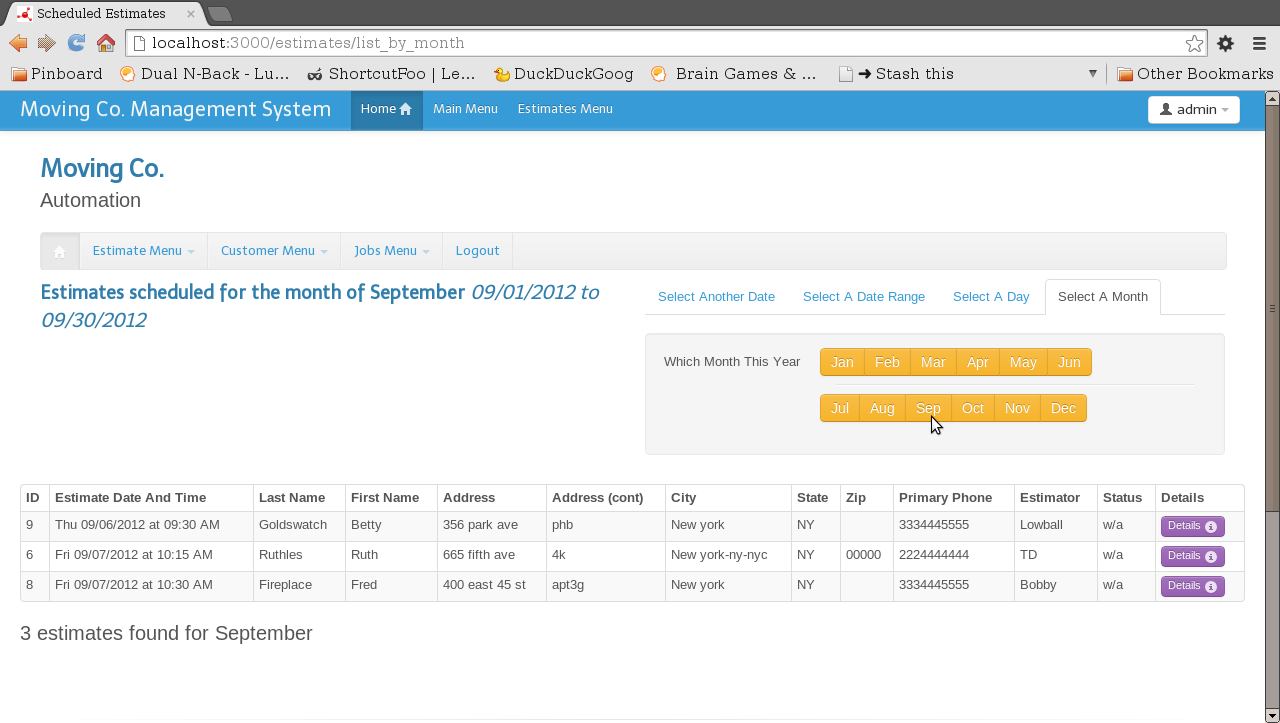 Scheduled Estimates
localhost:3000/estimates/list_by_month
Pinboard Dual N-Back - Lu... ShortcutFoo | Le... DuckDuckGoog Brain Games & ... ➜ Stash this Other Bookmarks
Moving Co. Management System Home Main Menu Estimates Menu admin
Moving Co.
Automation
Estimate Menu Customer Menu Jobs Menu Logout
Estimates scheduled for the month of September 09/01/2012 to
09/30/2012
Select Another Date Select A Date Range Select A Day Select A Month
Which Month This Year Jan Feb Mar Apr May Jun
Jul Aug Sep Oct Nov Dec
ID Estimate Date And Time Last Name First Name Address Address (cont) City State Zip Primary Phone Estimator Status Details
9 Thu 09/06/2012 at 09:30 AM Goldswatch Betty 356 park ave phb New york NY 3334445555 Lowball w/a Details
6 Fri 09/07/2012 at 10:15 AM Ruthles Ruth 665 fifth ave 4k New york-ny-nyc NY 00000 2224444444 TD w/a Details
8 Fri 09/07/2012 at 10:30 AM Fireplace Fred 400 east 45 st apt3g New york NY 3334445555 Bobby w/a Details
3 estimates found for September